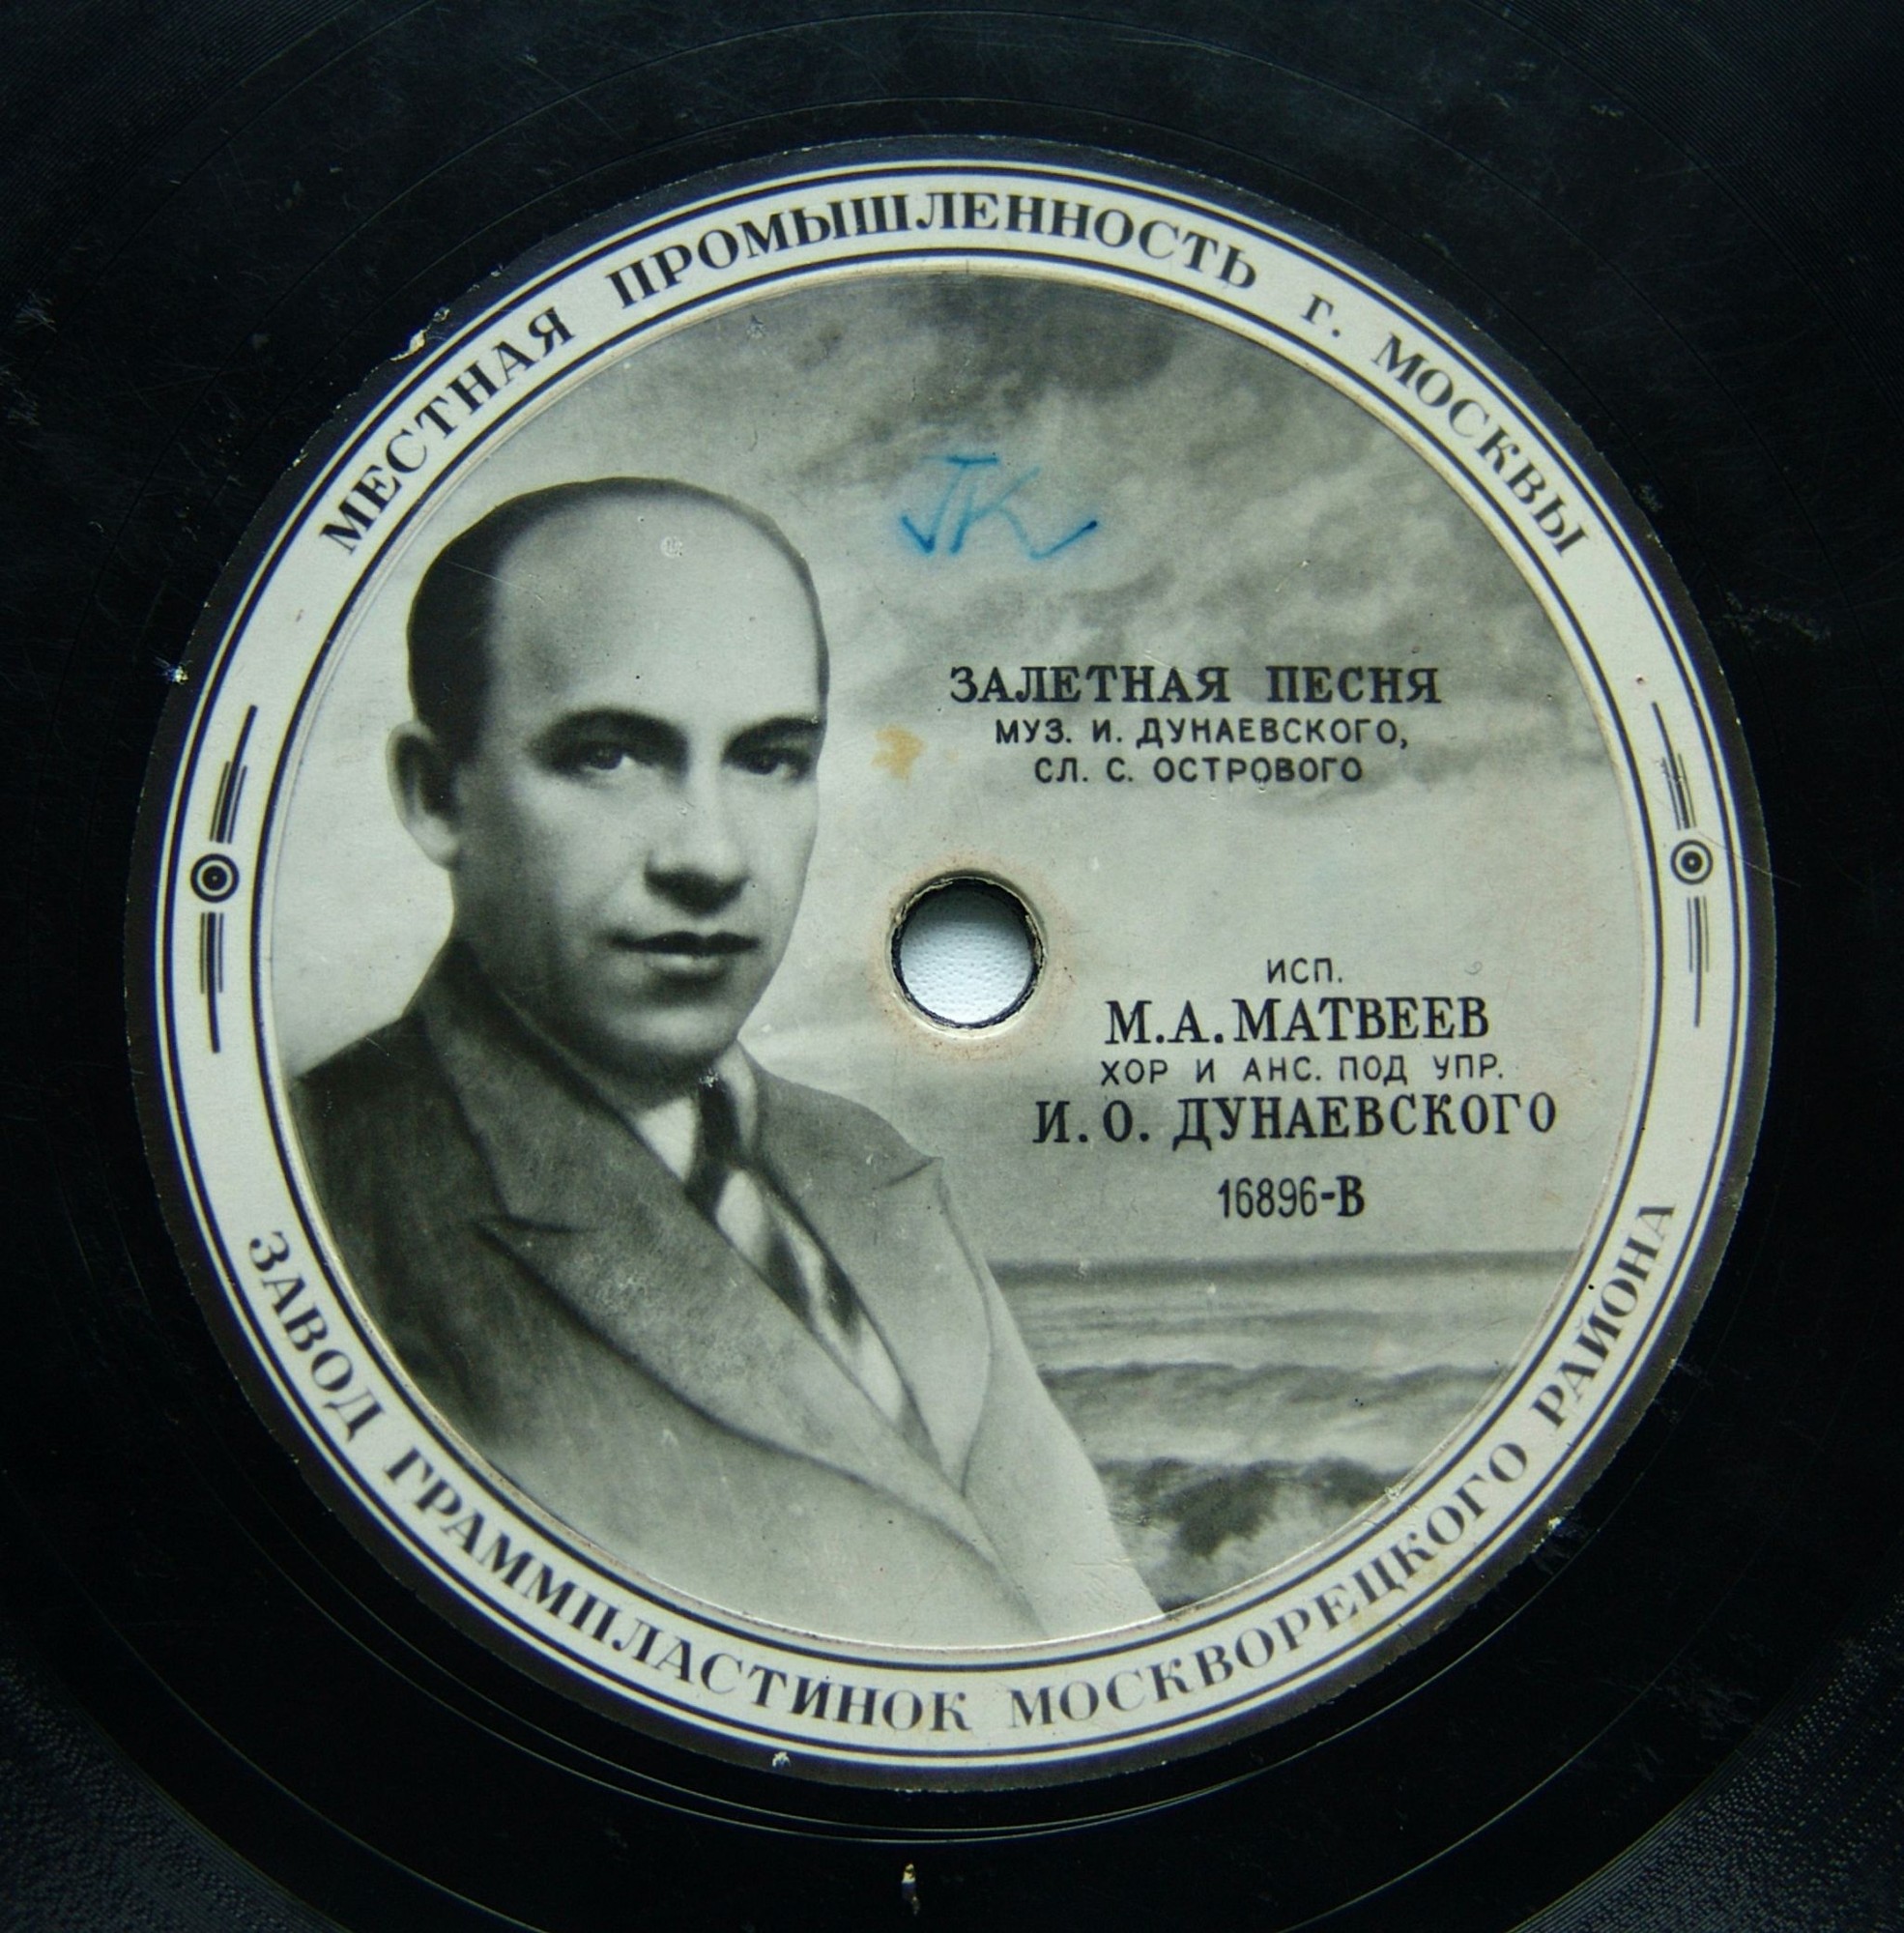 МЕСТНАЯ ПРОМЫШЛЕННОСТЬ г. МОСКВЫ
ЗАЛЕТНАЯ ПЕСНЯ
МУЗ. И. ДУНАЕВСКОГО,
СЛ. С. ОСТРОВОГО
ИСП.
М.А.МАТВЕЕВ
ХОР И АНС. ПОД УПР.
И.О. ДУНАЕВСКОГО
16896-В
ЗАВОД ГРАММПЛАСТИНОК МОСКВОРЕЦКОГО РАЙОНА